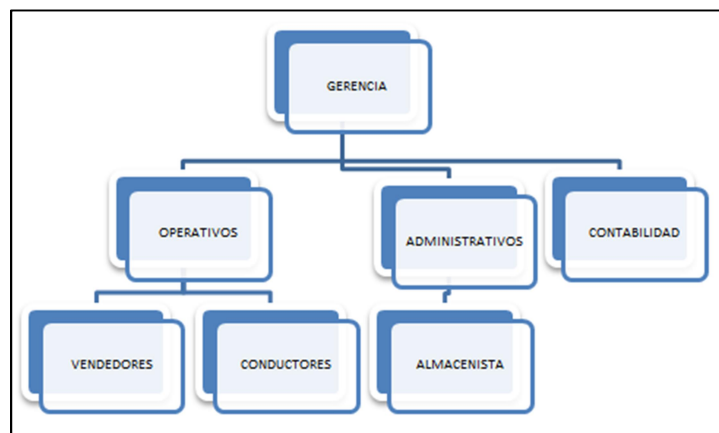 GERENCIA
OPERATIVOS
ADMINISTRATIVOS
CONTABILIDAD
VENDEDORES
CONDUCTORES
ALMACENISTA